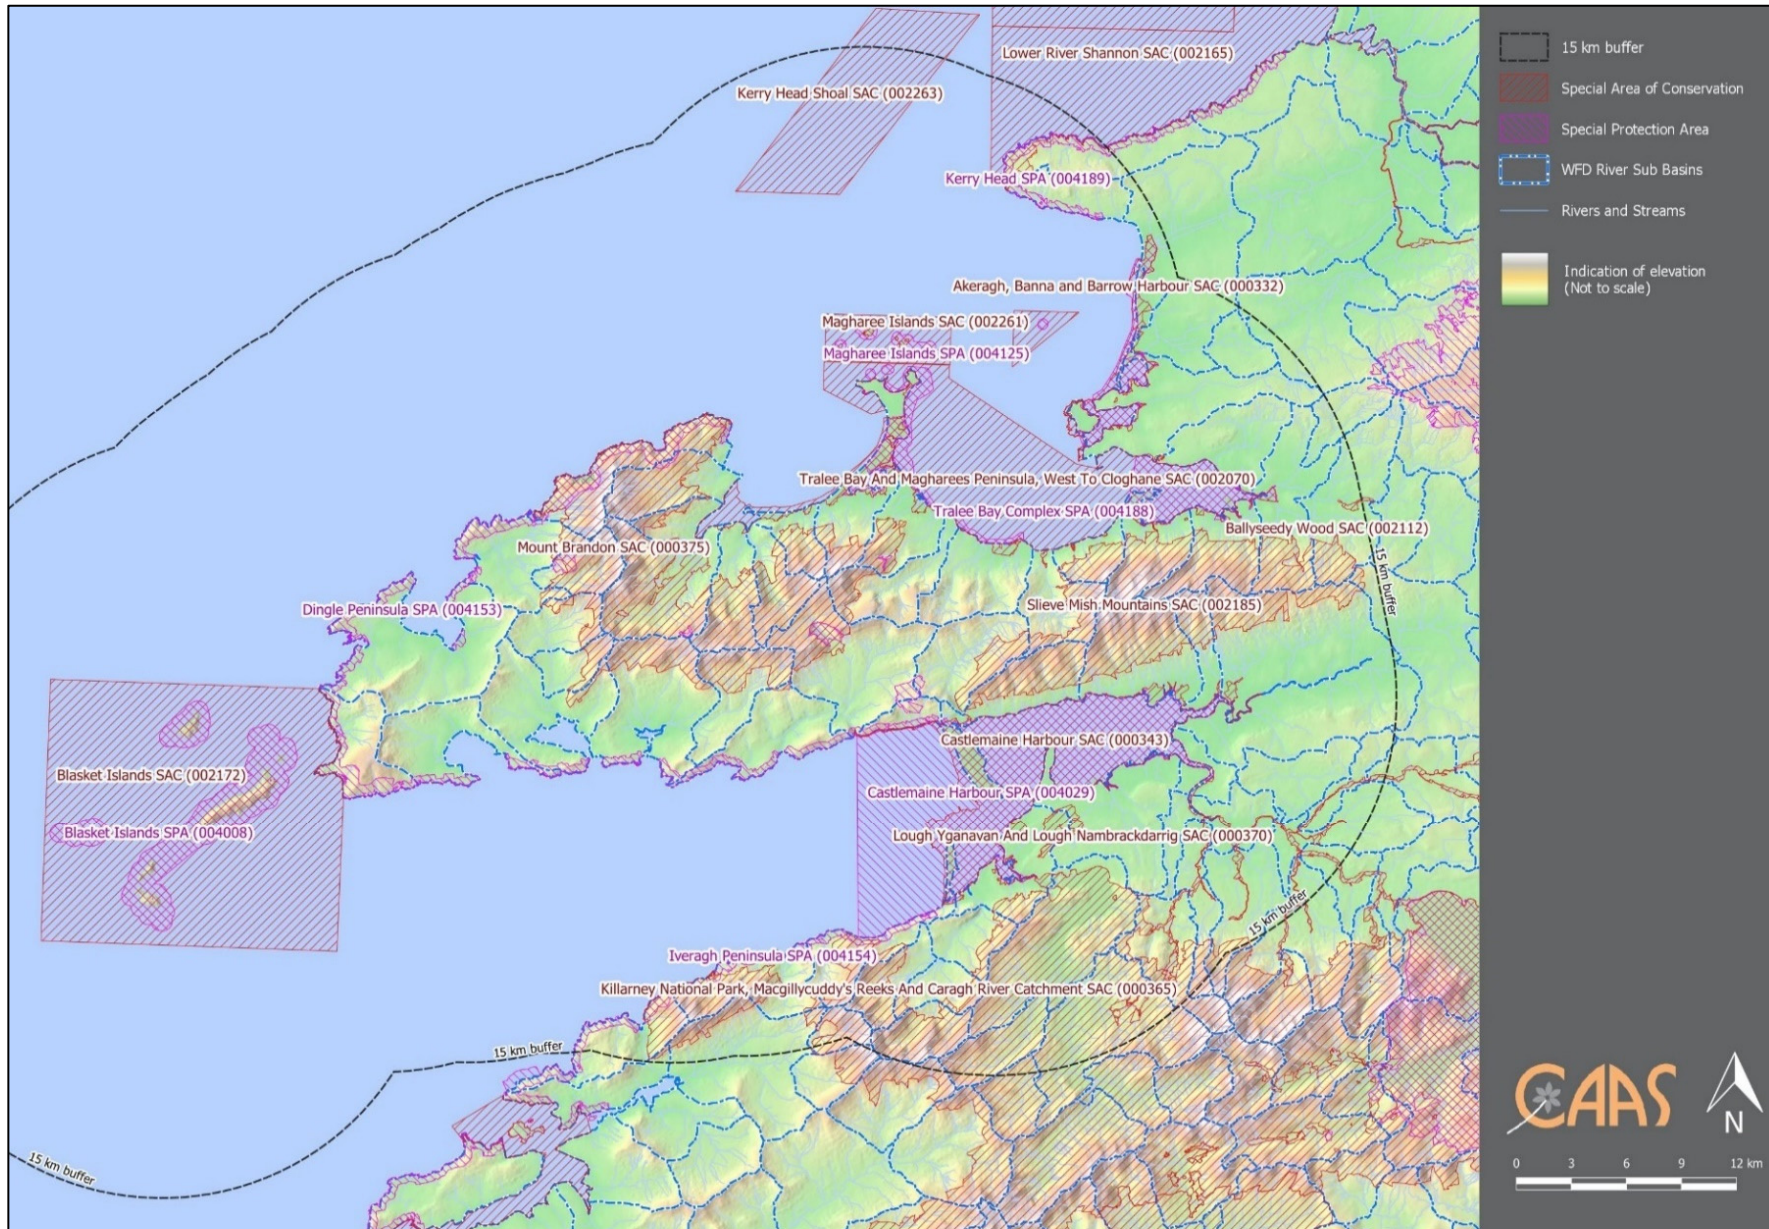 Lower River Shannon SAC (002165)
Kerry Head Shoal SAC (002263)
Kerry Head SPA (004189)
Akeragh, Banna and Barrow Harbour SAC (000332)
Magharee Islands SAC (002261)
Magharee Islands SPA (004125)
Tralee Bay And Magharees Peninsula, West To Cloghane SAC (002070)
Tralee Bay Complex SPA (004188)
Ballyseedy Wood SAC (002112)
Mount Brandon SAC (000375)
15 km buffer
Dingle Peninsula SPA (004153)
Slieve Mish Mountains SAC (002185)
Castlemaine Harbour SAC (000343)
Blasket Islands SAC (002172)
Castlemaine Harbour SPA (004029)
Blasket Islands SPA (004008)
Lough Yganavan And Lough Nambrackdarrig SAC (000370)
15 km buffer
Iveragh Peninsula SPA (004154)
Killarney National Park, Macgillycuddy's Reeks And Caragh River Catchment SAC (000365)
15 km buffer
15 km buffer
15 km buffer
Special Area of Conservation
Special Protection Area
WFD River Sub Basins
Rivers and Streams
Indication of elevation
(Not to scale)
CAAS
N
0 3 6 9 12 km